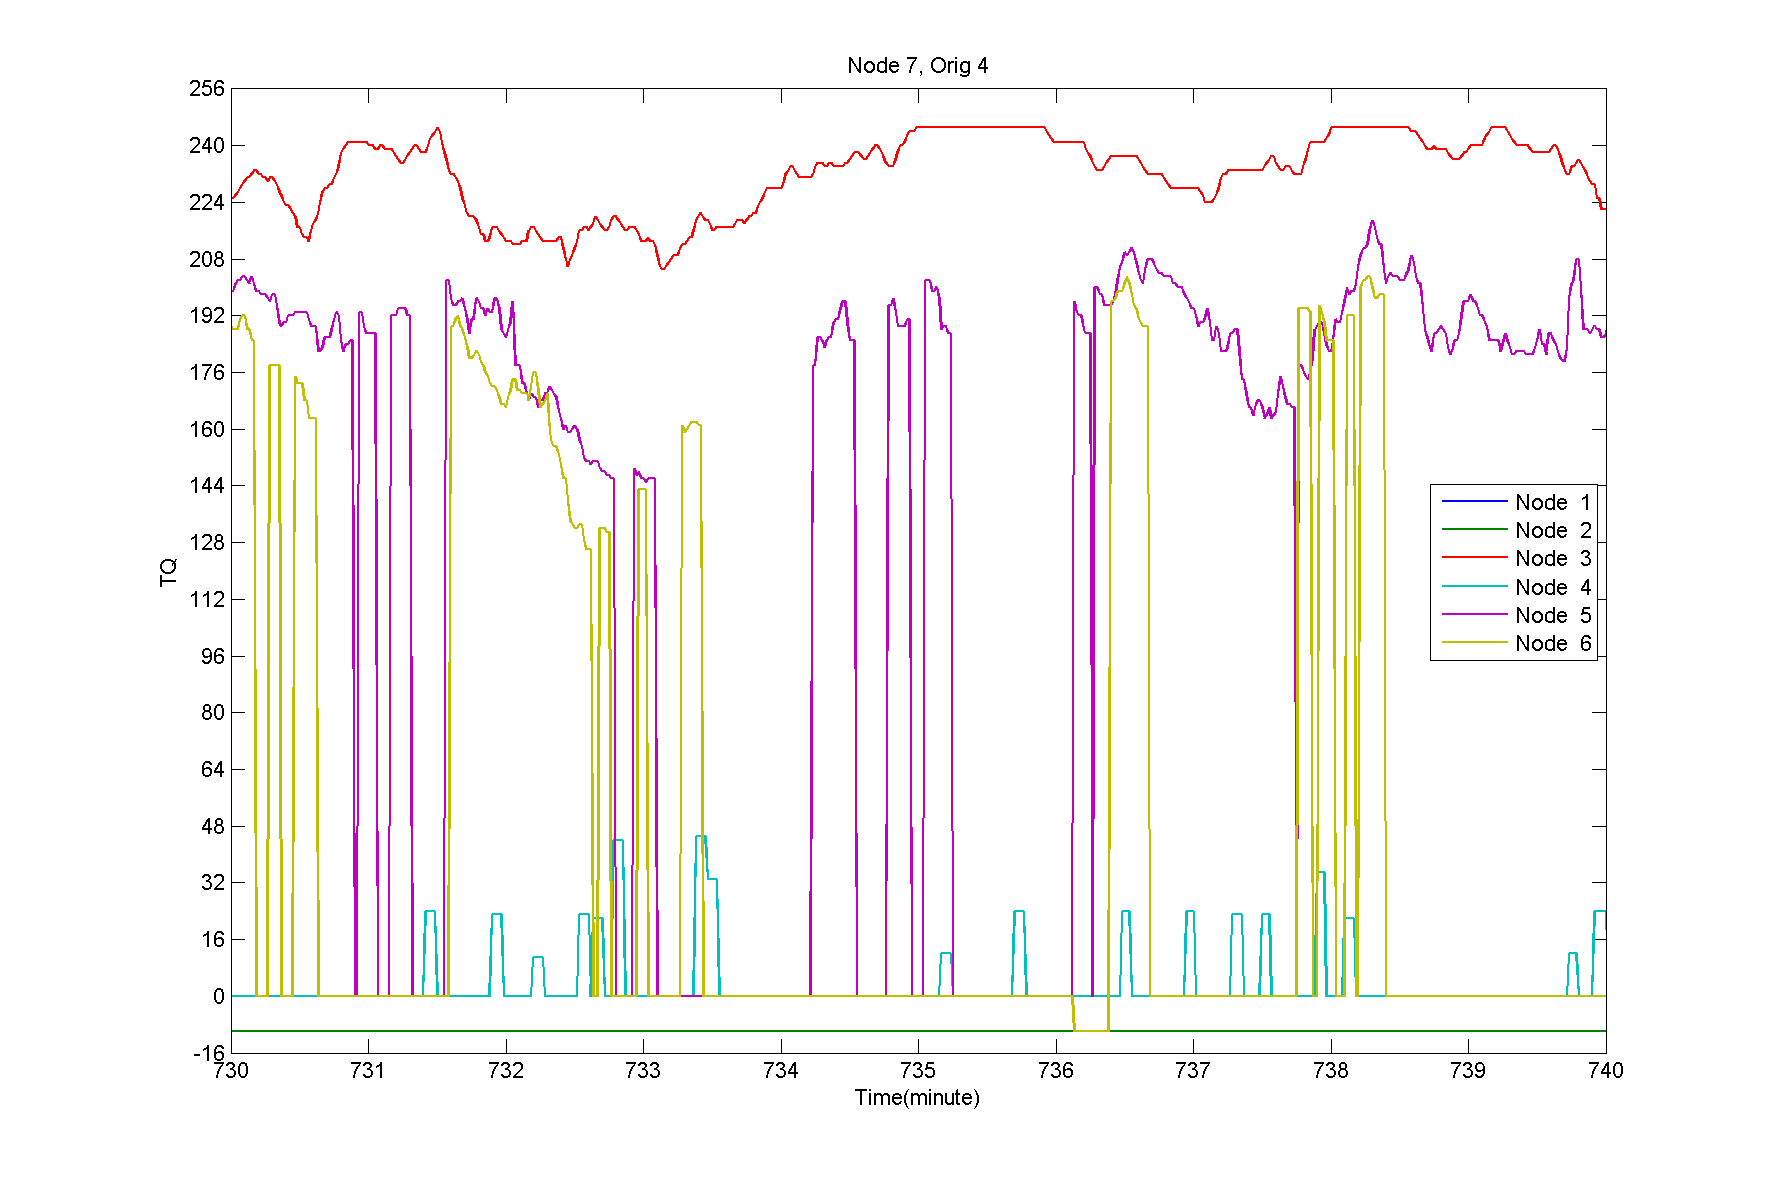 Node 7, Orig 4
256
240
224
208
192
176
160
144
128
112
96
80
64
48
32
16
0
-16
TQ
730 731 732 733 734 735 736 737 738 739 740
Time(minute)
Node 1
Node 2
Node 3
Node 4
Node 5
Node 6